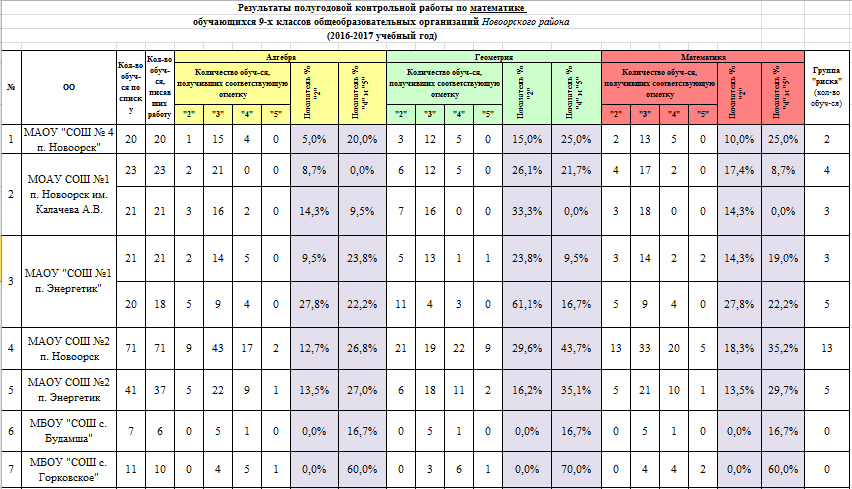 Результаты полугодовой контрольной работы по математике
обучающихся 9-х классов общеобразовательных организаций Новоорского района
(2016-2017 учебный год)
№ ОО Кол-во обуч-ся по списку Кол-во обуч-ся, писавших работу Алгебра Геометрия Математика Группа "риска" (кол-во обуч-ся)
Количество обуч-ся, получивших соответствующую отметку Показатель % "2" Показатель % "4" и "5" Количество обуч-ся, получивших соответствующую отметку Показатель % "2" Показатель % "4" и "5" Количество обуч-ся, получивших соответствующую отметку Показатель % "2" Показатель % "4" и "5"
"2" "3" "4" "5" "2" "3" "4" "5" "2" "3" "4" "5"
1 МАОУ "СОШ № 4 п. Новоорск" 20 20 1 15 4 0 5,0% 20,0% 3 12 5 0 15,0% 25,0% 2 13 5 0 10,0% 25,0% 2
2 МОАУ СОШ №1 п. Новоорск им. Калачева А.В. 23 23 2 21 0 0 8,7% 0,0% 6 12 5 0 26,1% 21,7% 4 17 2 0 17,4% 8,7% 4
21 21 3 16 2 0 14,3% 9,5% 7 16 0 0 33,3% 0,0% 3 18 0 0 14,3% 0,0% 3
3 МАОУ "СОШ №1 п. Энергетик" 21 21 2 14 5 0 9,5% 23,8% 5 13 1 1 23,8% 9,5% 3 14 2 2 14,3% 19,0% 3
20 18 5 9 4 0 27,8% 22,2% 11 4 3 0 61,1% 16,7% 5 9 4 0 27,8% 22,2% 5
4 МАОУ СОШ №2 п. Новоорск 71 71 9 43 17 2 12,7% 26,8% 21 19 22 9 29,6% 43,7% 13 33 20 5 18,3% 35,2% 13
5 МАОУ СОШ №2 п. Энергетик 41 37 5 22 9 1 13,5% 27,0% 6 18 11 2 16,2% 35,1% 5 21 10 1 13,5% 29,7% 5
6 МБОУ "СОШ с. Будамша" 7 6 0 5 1 0 0,0% 16,7% 0 5 1 0 0,0% 16,7% 0 5 1 0 0,0% 16,7% 0
7 МБОУ "СОШ с. Горковское" 11 10 0 4 5 1 0,0% 60,0% 0 3 6 1 0,0% 70,0% 0 4 4 2 0,0% 60,0% 0